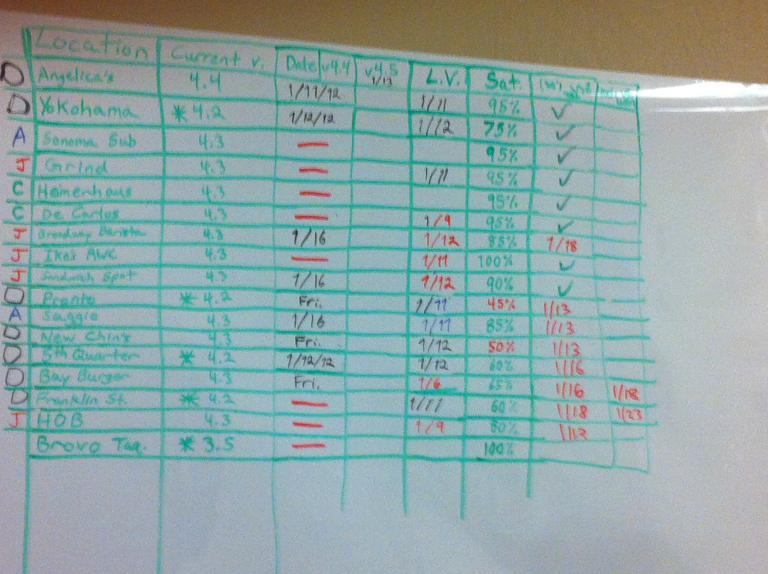 Location Current v. Date v4.4 v4.5 1/13 L.V. Sat.
D Angelica's 4.4 1/11/12 1/11 95% ✓
D Yokohama * 4.2 1/12/12 1/12 75% ✓
A Sonoma Sub 4.3 — 95% ✓
J Grind 4.3 — 1/11 95% ✓
C Heinenhaus 4.3 — 95% ✓
C De Carlos 4.3 — 1/9 95% ✓
J Broadway Barista 4.3 1/16 1/12 85% 1/18
J Ike's AWC 4.3 — 1/11 100% ✓
J Sandwich Spot 4.3 1/16 1/12 90% ✓
D Pronto * 4.2 Fri. 1/11 45% 1/13
A Saggio 4.3 1/16 1/11 85% 1/13
D New Chin's 4.3 Fri. 1/12 50% 1/13
D 5th Quarter * 4.2 1/12/12 1/12 60% 1/16
D Bay Burger 4.3 Fri. 1/6 65% 1/16 1/18
D Franklin St. * 4.2 — 1/11 60% 1/18 1/23
J HOB 4.3 — 1/9 80% 1/13
Bravo Taq. * 3.5 — 100%